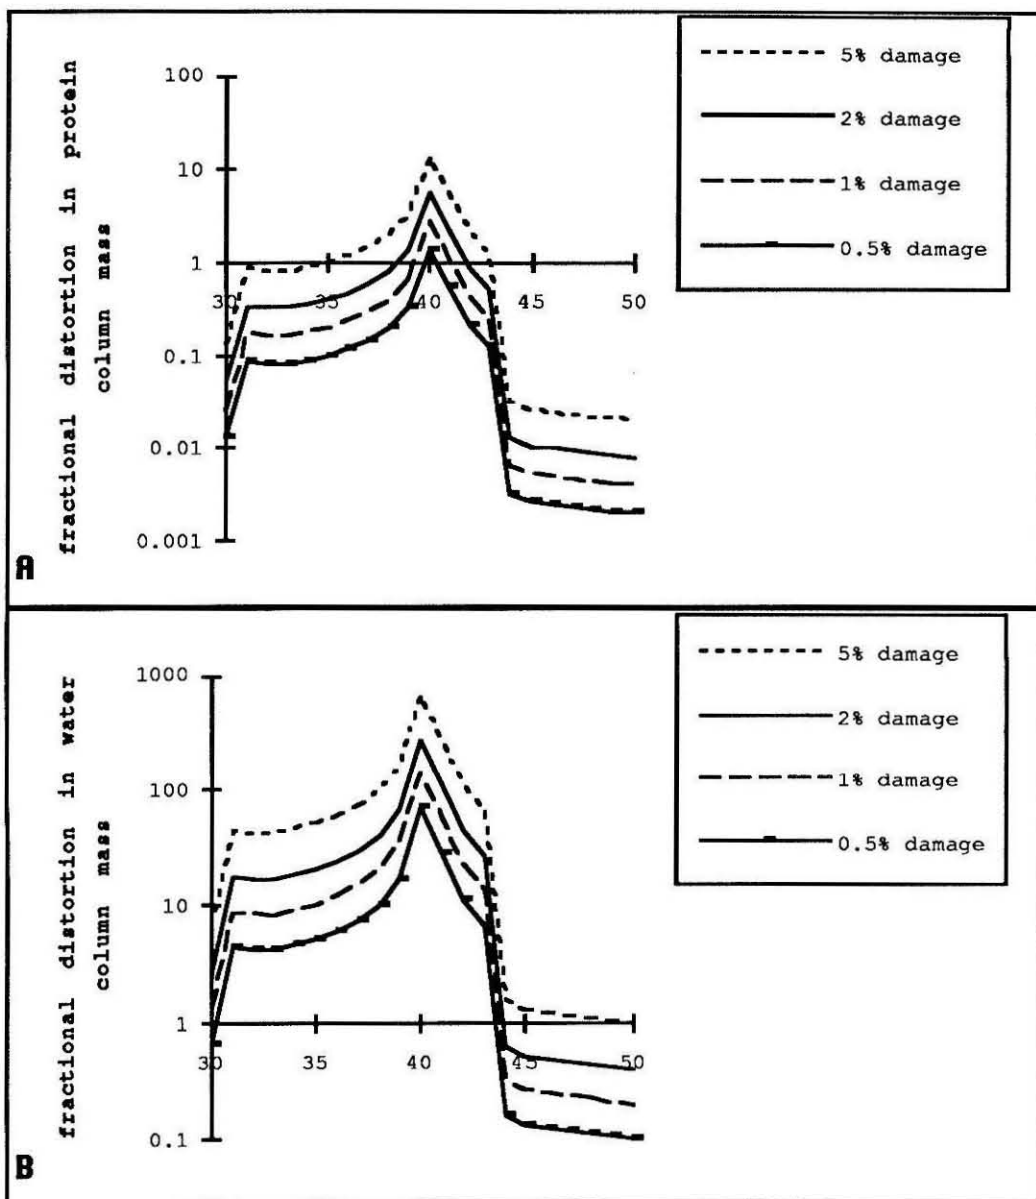 fractional distortion in protein
column mass
100
10
1
0.1
0.01
0.001
30
35
40
45
50
5% damage
2% damage
1% damage
0.5% damage
A
fractional distortion in water
column mass
1000
100
10
1
0.1
30
35
40
45
50
5% damage
2% damage
1% damage
0.5% damage
B